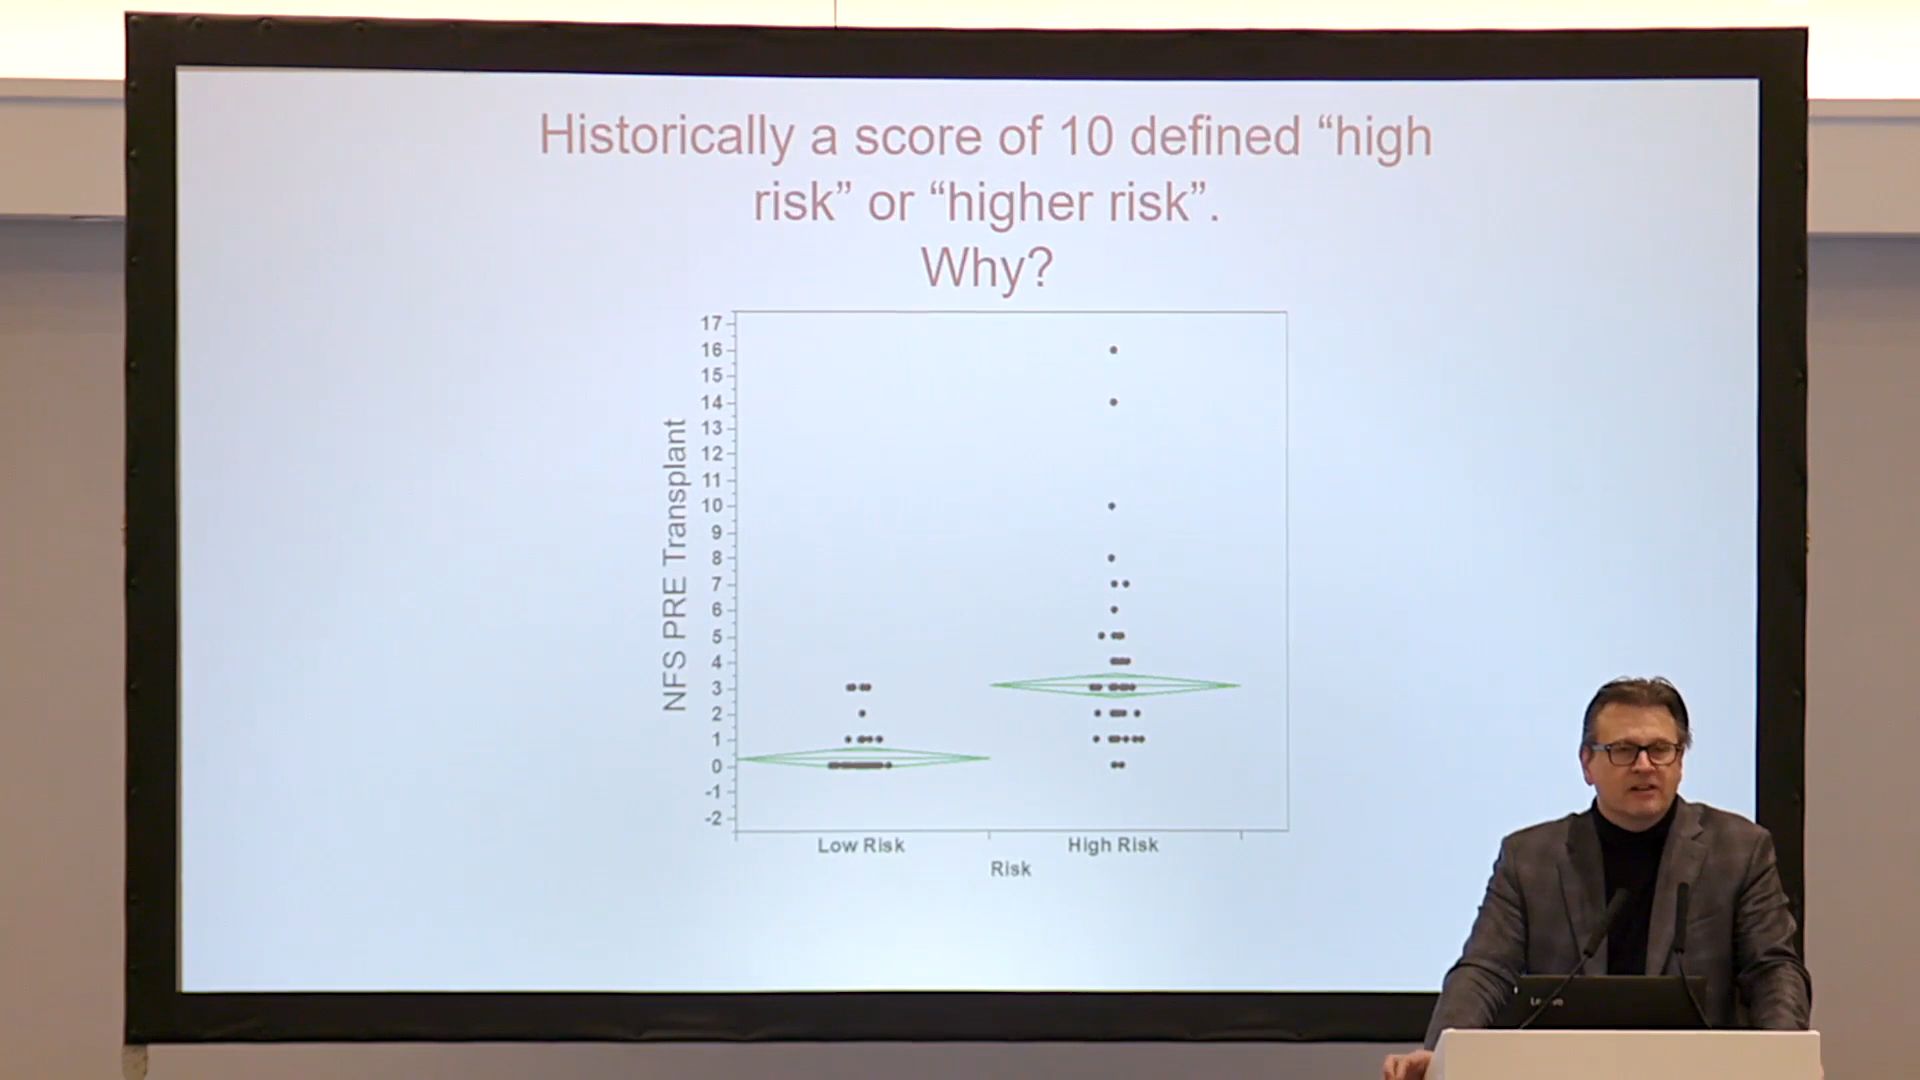 Historically a score of 10 defined “high
risk” or “higher risk”.
Why?
NFS PRE Transplant
17
16
15
14
13
12
11
10
9
8
7
6
5
4
3
2
1
0
-1
-2
Low Risk
High Risk
Risk